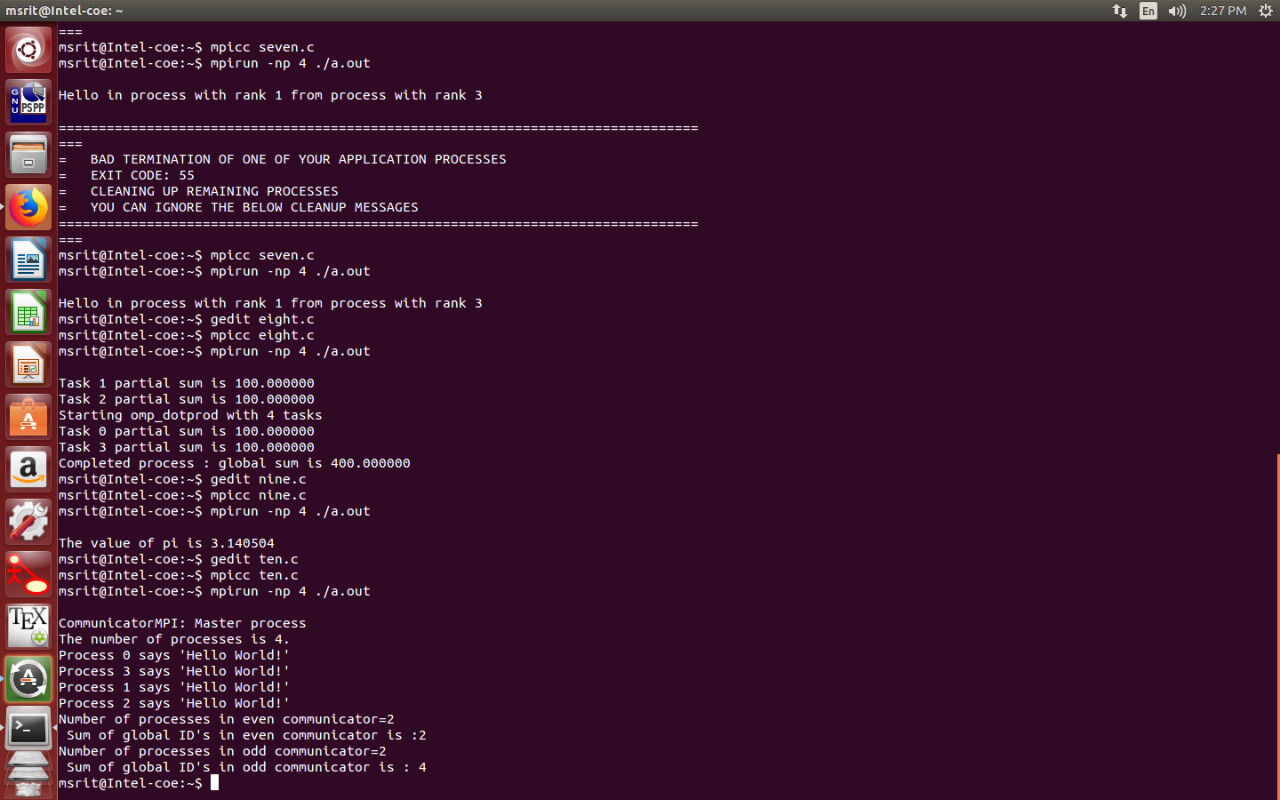 msrit@Intel-coe: ~
En
2:27 PM
===
msrit@Intel-coe:~$ mpicc seven.c
msrit@Intel-coe:~$ mpirun -np 4 ./a.out
Hello in process with rank 1 from process with rank 3
================================================================================
===
=   BAD TERMINATION OF ONE OF YOUR APPLICATION PROCESSES
=   EXIT CODE: 55
=   CLEANING UP REMAINING PROCESSES
=   YOU CAN IGNORE THE BELOW CLEANUP MESSAGES
================================================================================
===
msrit@Intel-coe:~$ mpicc seven.c
msrit@Intel-coe:~$ mpirun -np 4 ./a.out
Hello in process with rank 1 from process with rank 3
msrit@Intel-coe:~$ gedit eight.c
msrit@Intel-coe:~$ mpicc eight.c
msrit@Intel-coe:~$ mpirun -np 4 ./a.out
Task 1 partial sum is 100.000000
Task 2 partial sum is 100.000000
Starting omp_dotprod with 4 tasks
Task 0 partial sum is 100.000000
Task 3 partial sum is 100.000000
Completed process : global sum is 400.000000
msrit@Intel-coe:~$ gedit nine.c
msrit@Intel-coe:~$ mpicc nine.c
msrit@Intel-coe:~$ mpirun -np 4 ./a.out
The value of pi is 3.140504
msrit@Intel-coe:~$ gedit ten.c
msrit@Intel-coe:~$ mpicc ten.c
msrit@Intel-coe:~$ mpirun -np 4 ./a.out
CommunicatorMPI: Master process
The number of processes is 4.
Process 0 says 'Hello World!'
Process 3 says 'Hello World!'
Process 1 says 'Hello World!'
Process 2 says 'Hello World!'
Number of processes in even communicator=2
 Sum of global ID's in even communicator is :2
Number of processes in odd communicator=2
 Sum of global ID's in odd communicator is : 4
msrit@Intel-coe:~$
GNU
PSPP
a
TEX
>_